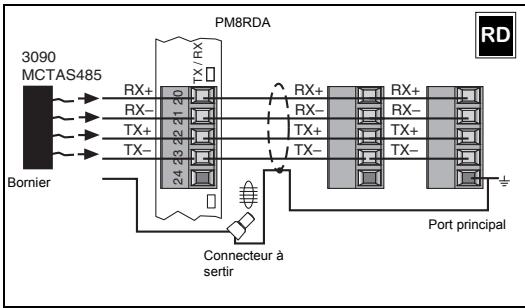 PM8RDA
RD
3090
MCTAS485
TX / RX
RX+ 20 RX+ RX+
RX– 21 RX– RX–
TX+ 22 TX+ TX+
TX– 23 TX– TX–
24
Bornier
Port principal
Connecteur à
sertir